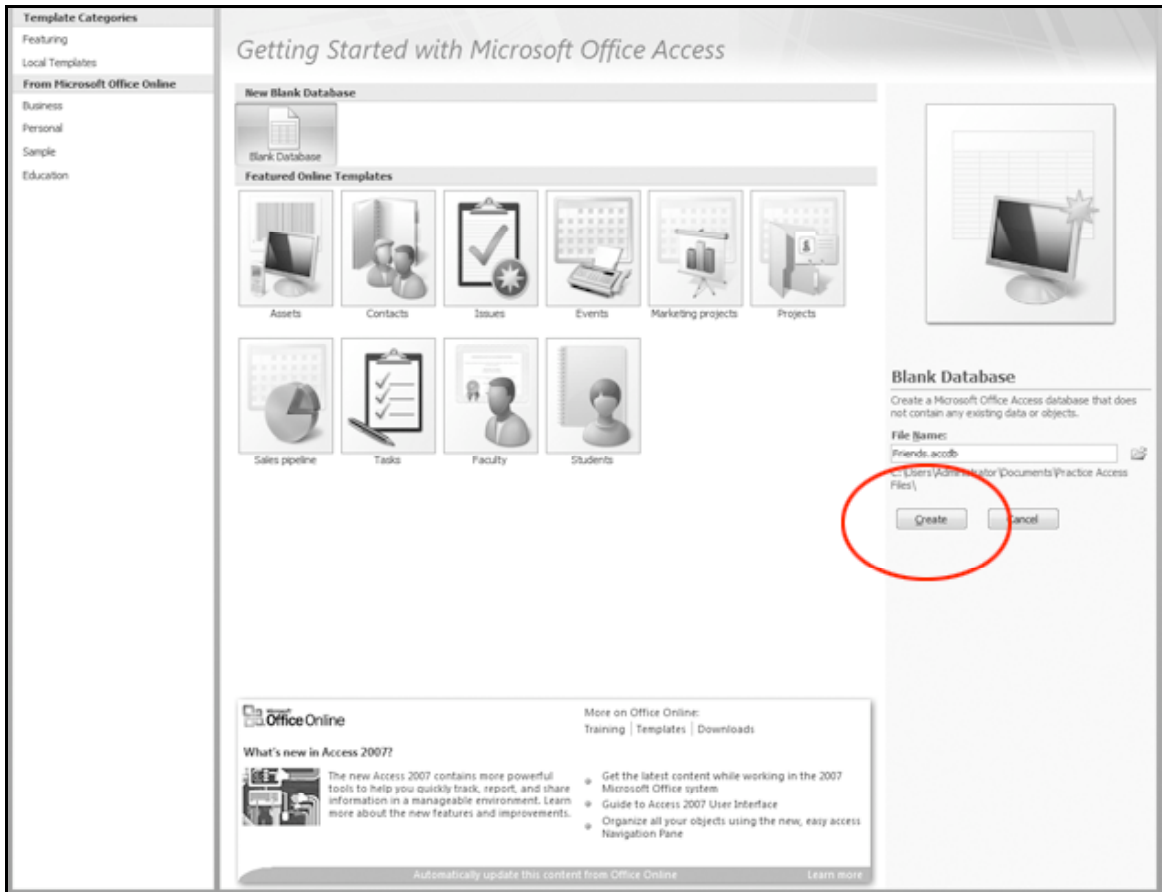 Template Categories
Featuring
Local Templates
From Microsoft Office Online
Business
Personal
Sample
Education
Getting Started with Microsoft Office Access
New Blank Database
Blank Database
Featured Online Templates
Assets
Contacts
Issues
Events
Marketing projects
Projects
Sales pipeline
Tasks
Faculty
Students
Blank Database
Create a Microsoft Office Access database that does
not contain any existing data or objects.
File Name:
Friends.accdb
C:\Users\Administrator\Documents\Practice Access
Files\
Create
Cancel
Microsoft
Office Online
More on Office Online:
Training | Templates | Downloads
What's new in Access 2007?
The new Access 2007 contains more powerful
tools to help you quickly track, report, and share
information in a manageable environment. Learn
more about the new features and improvements.
Get the latest content while working in the 2007
Microsoft Office system
Guide to Access 2007 User Interface
Organize all your objects using the new, easy access
Navigation Pane
Automatically update this content from Office Online
Learn more